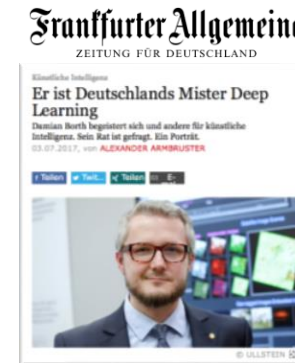 Frankfurter Allgemeine
ZEITUNG FÜR DEUTSCHLAND
Künstliche Intelligenz
Er ist Deutschlands Mister Deep
Learning
Damian Borth begeistert sich und andere für künstliche
Intelligenz. Sein Rat ist gefragt. Ein Porträt.
03.07.2017, von ALEXANDER ARMBRUSTER
Teilen Twit... Teilen E-
© ULLSTEIN